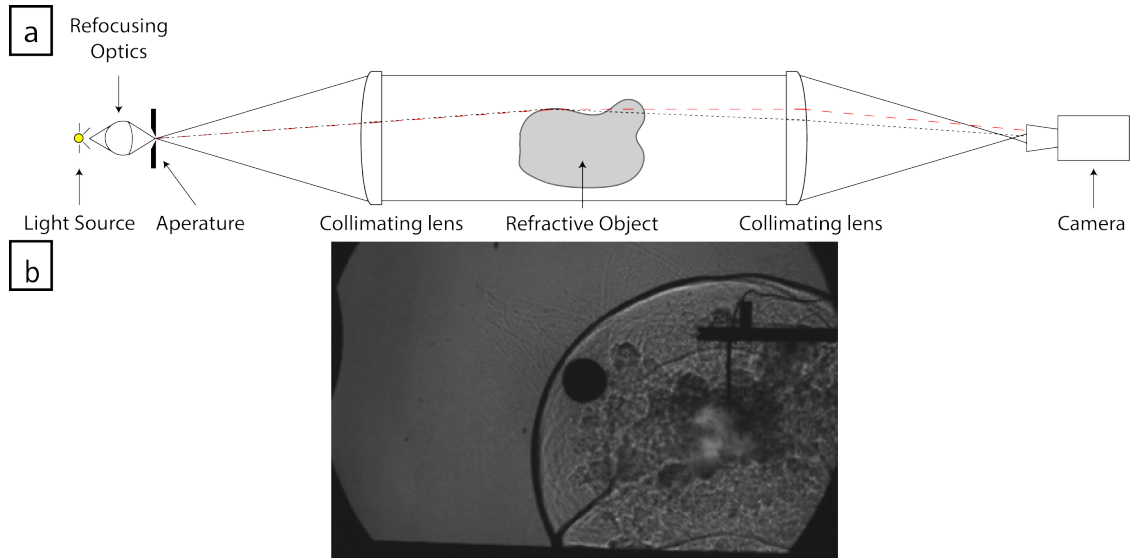 a
Refocusing
Optics
Light Source
Aperature
Collimating lens
Refractive Object
Collimating lens
Camera
b